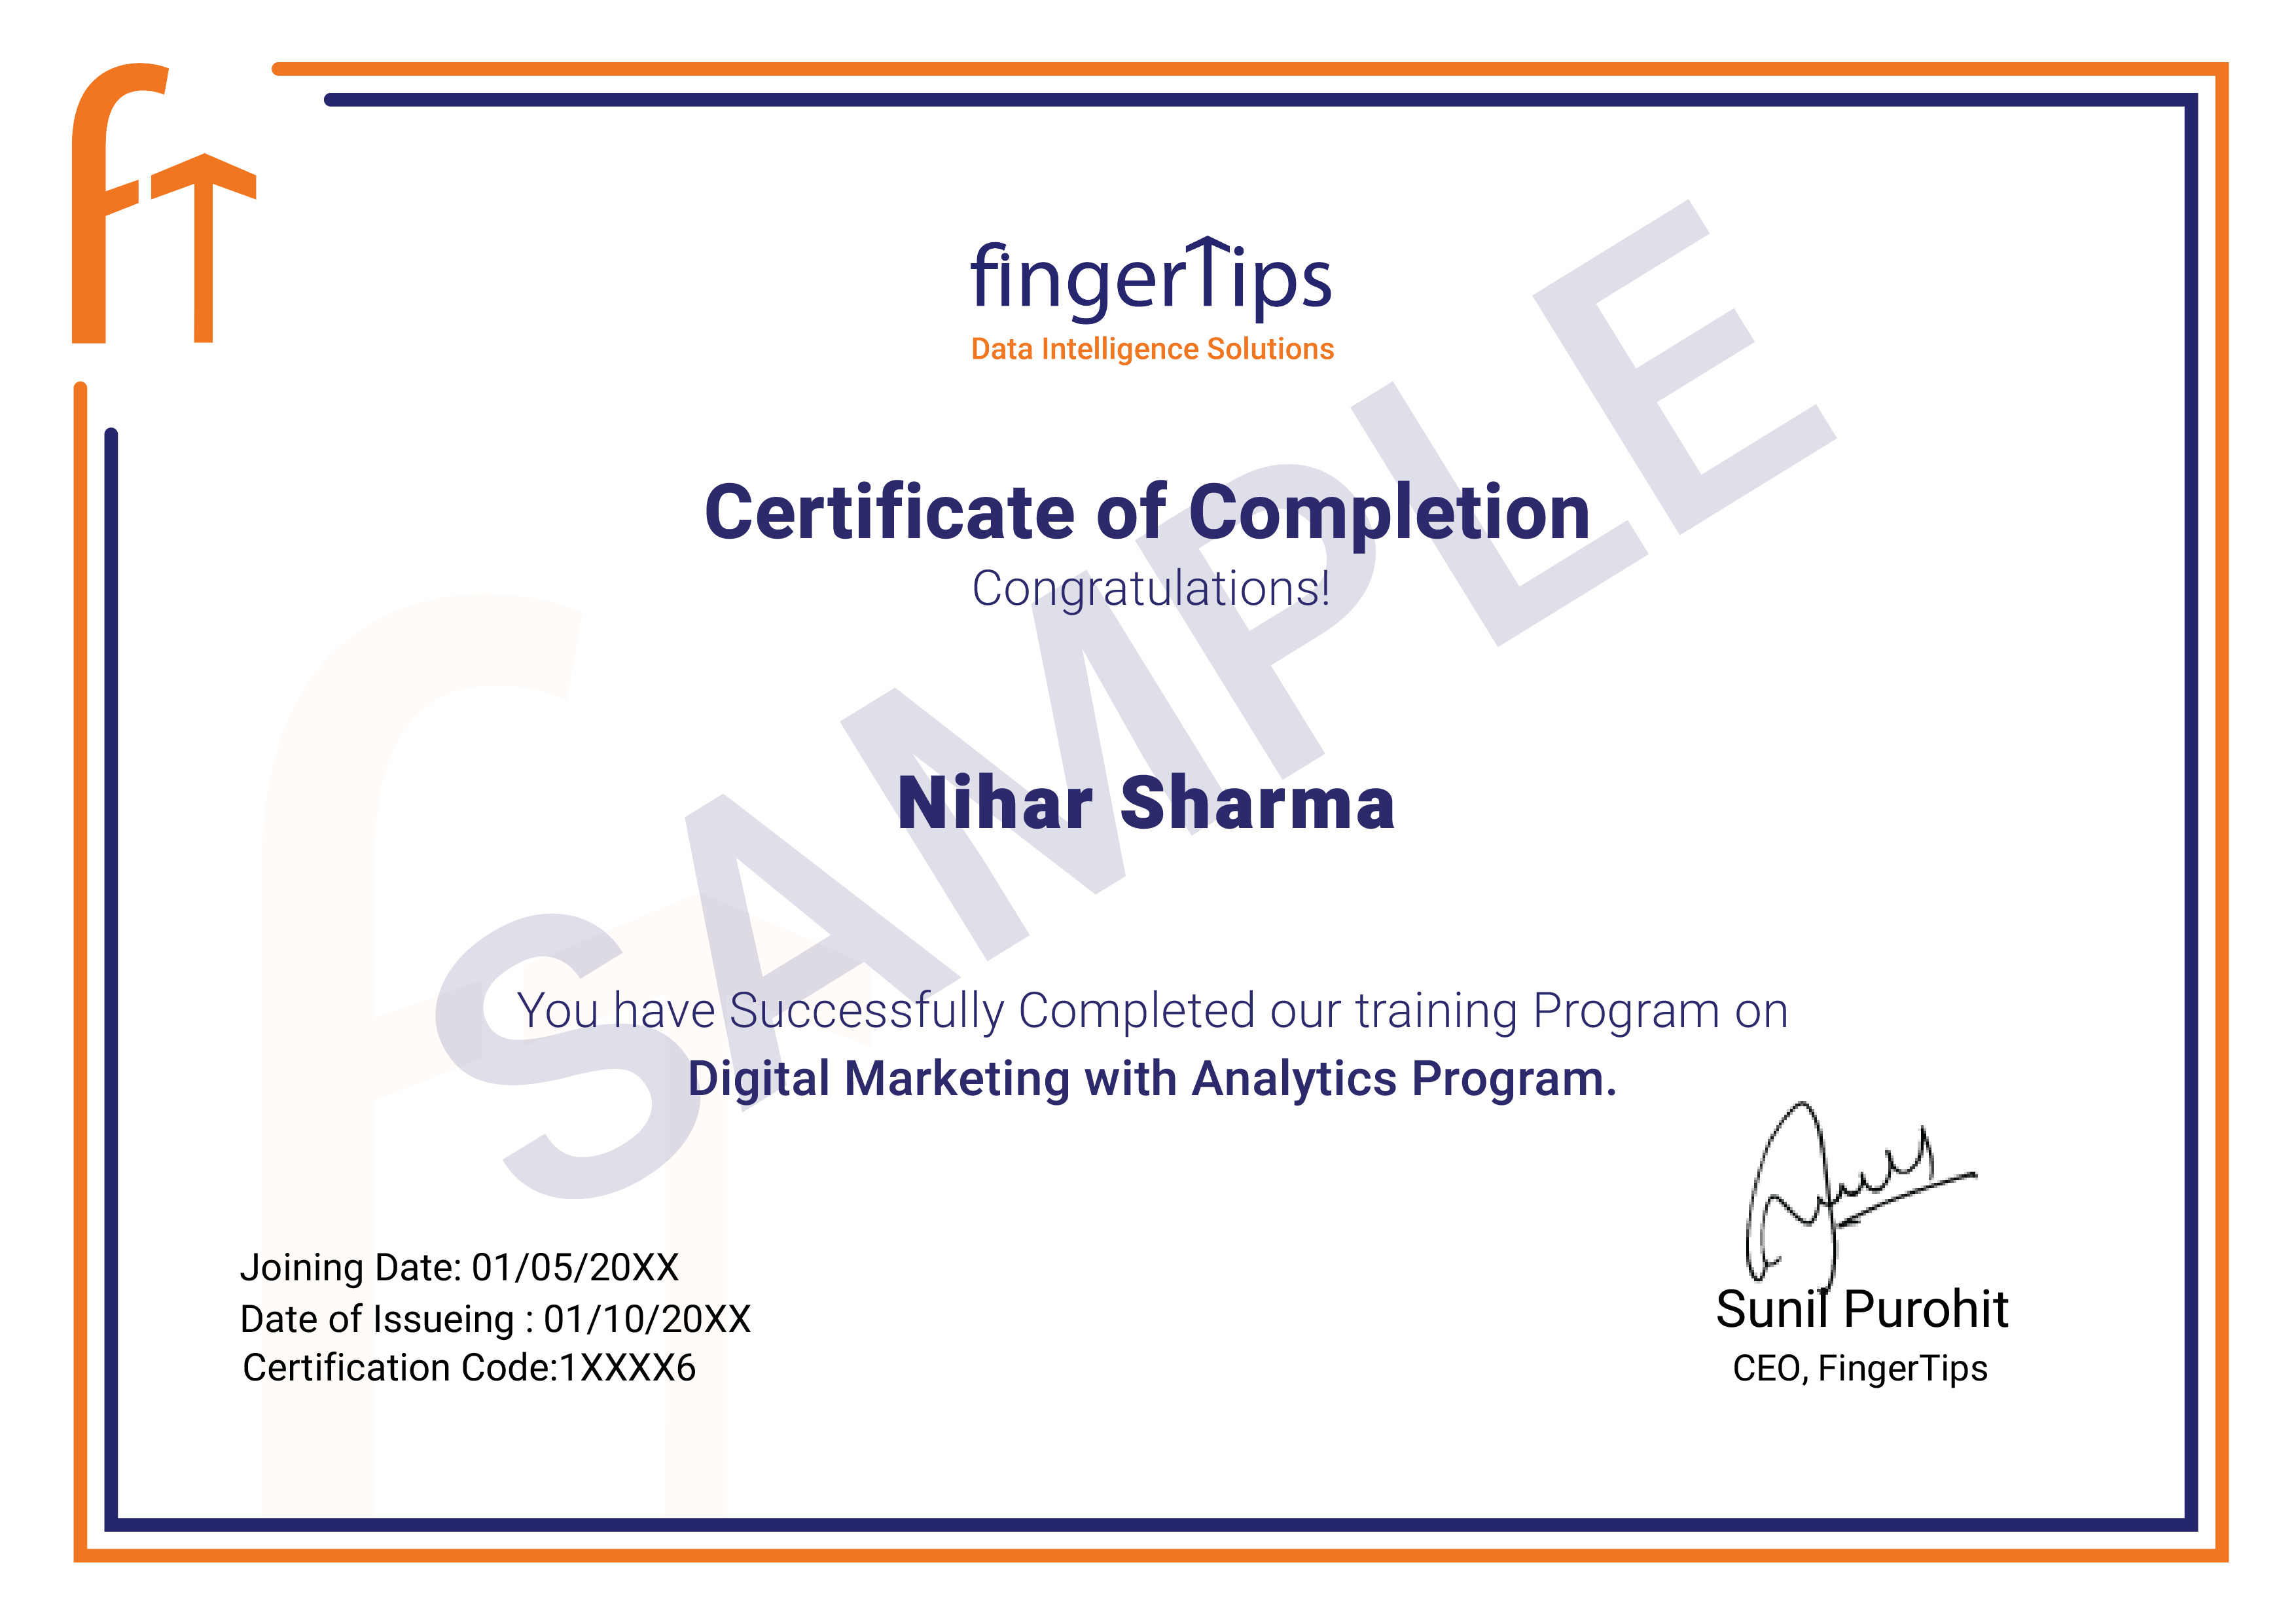 fingerTips
Data Intelligence Solutions
Certificate of Completion
Congratulations!
Nihar Sharma
You have Successfully Completed our training Program on
Digital Marketing with Analytics Program.
SAMPLE
Joining Date: 01/05/20XX
Date of Issueing : 01/10/20XX
Certification Code:1XXXX6
Sunil Purohit
CEO, FingerTips